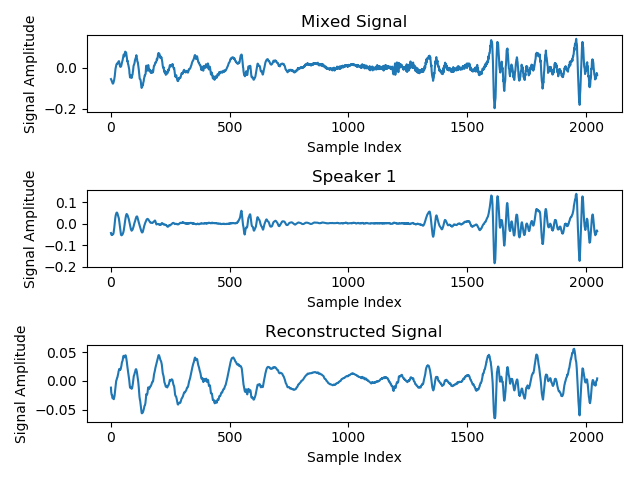 Mixed Signal
Signal Amplitude
0.0
−0.2
0 500 1000 1500 2000
Sample Index
Speaker 1
Signal Amplitude
0.1
0.0
−0.1
−0.2
0 500 1000 1500 2000
Sample Index
Reconstructed Signal
Signal Amplitude
0.05
0.00
−0.05
0 500 1000 1500 2000
Sample Index